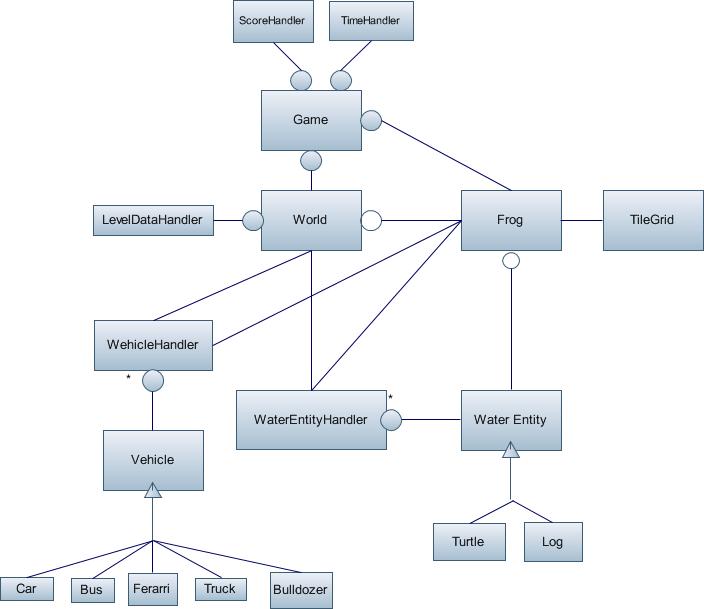 ScoreHandler
TimeHandler
Game
LevelDataHandler
World
Frog
TileGrid
WehicleHandler
*
WaterEntityHandler
*
Water Entity
Vehicle
Turtle
Log
Car
Bus
Ferarri
Truck
Bulldozer